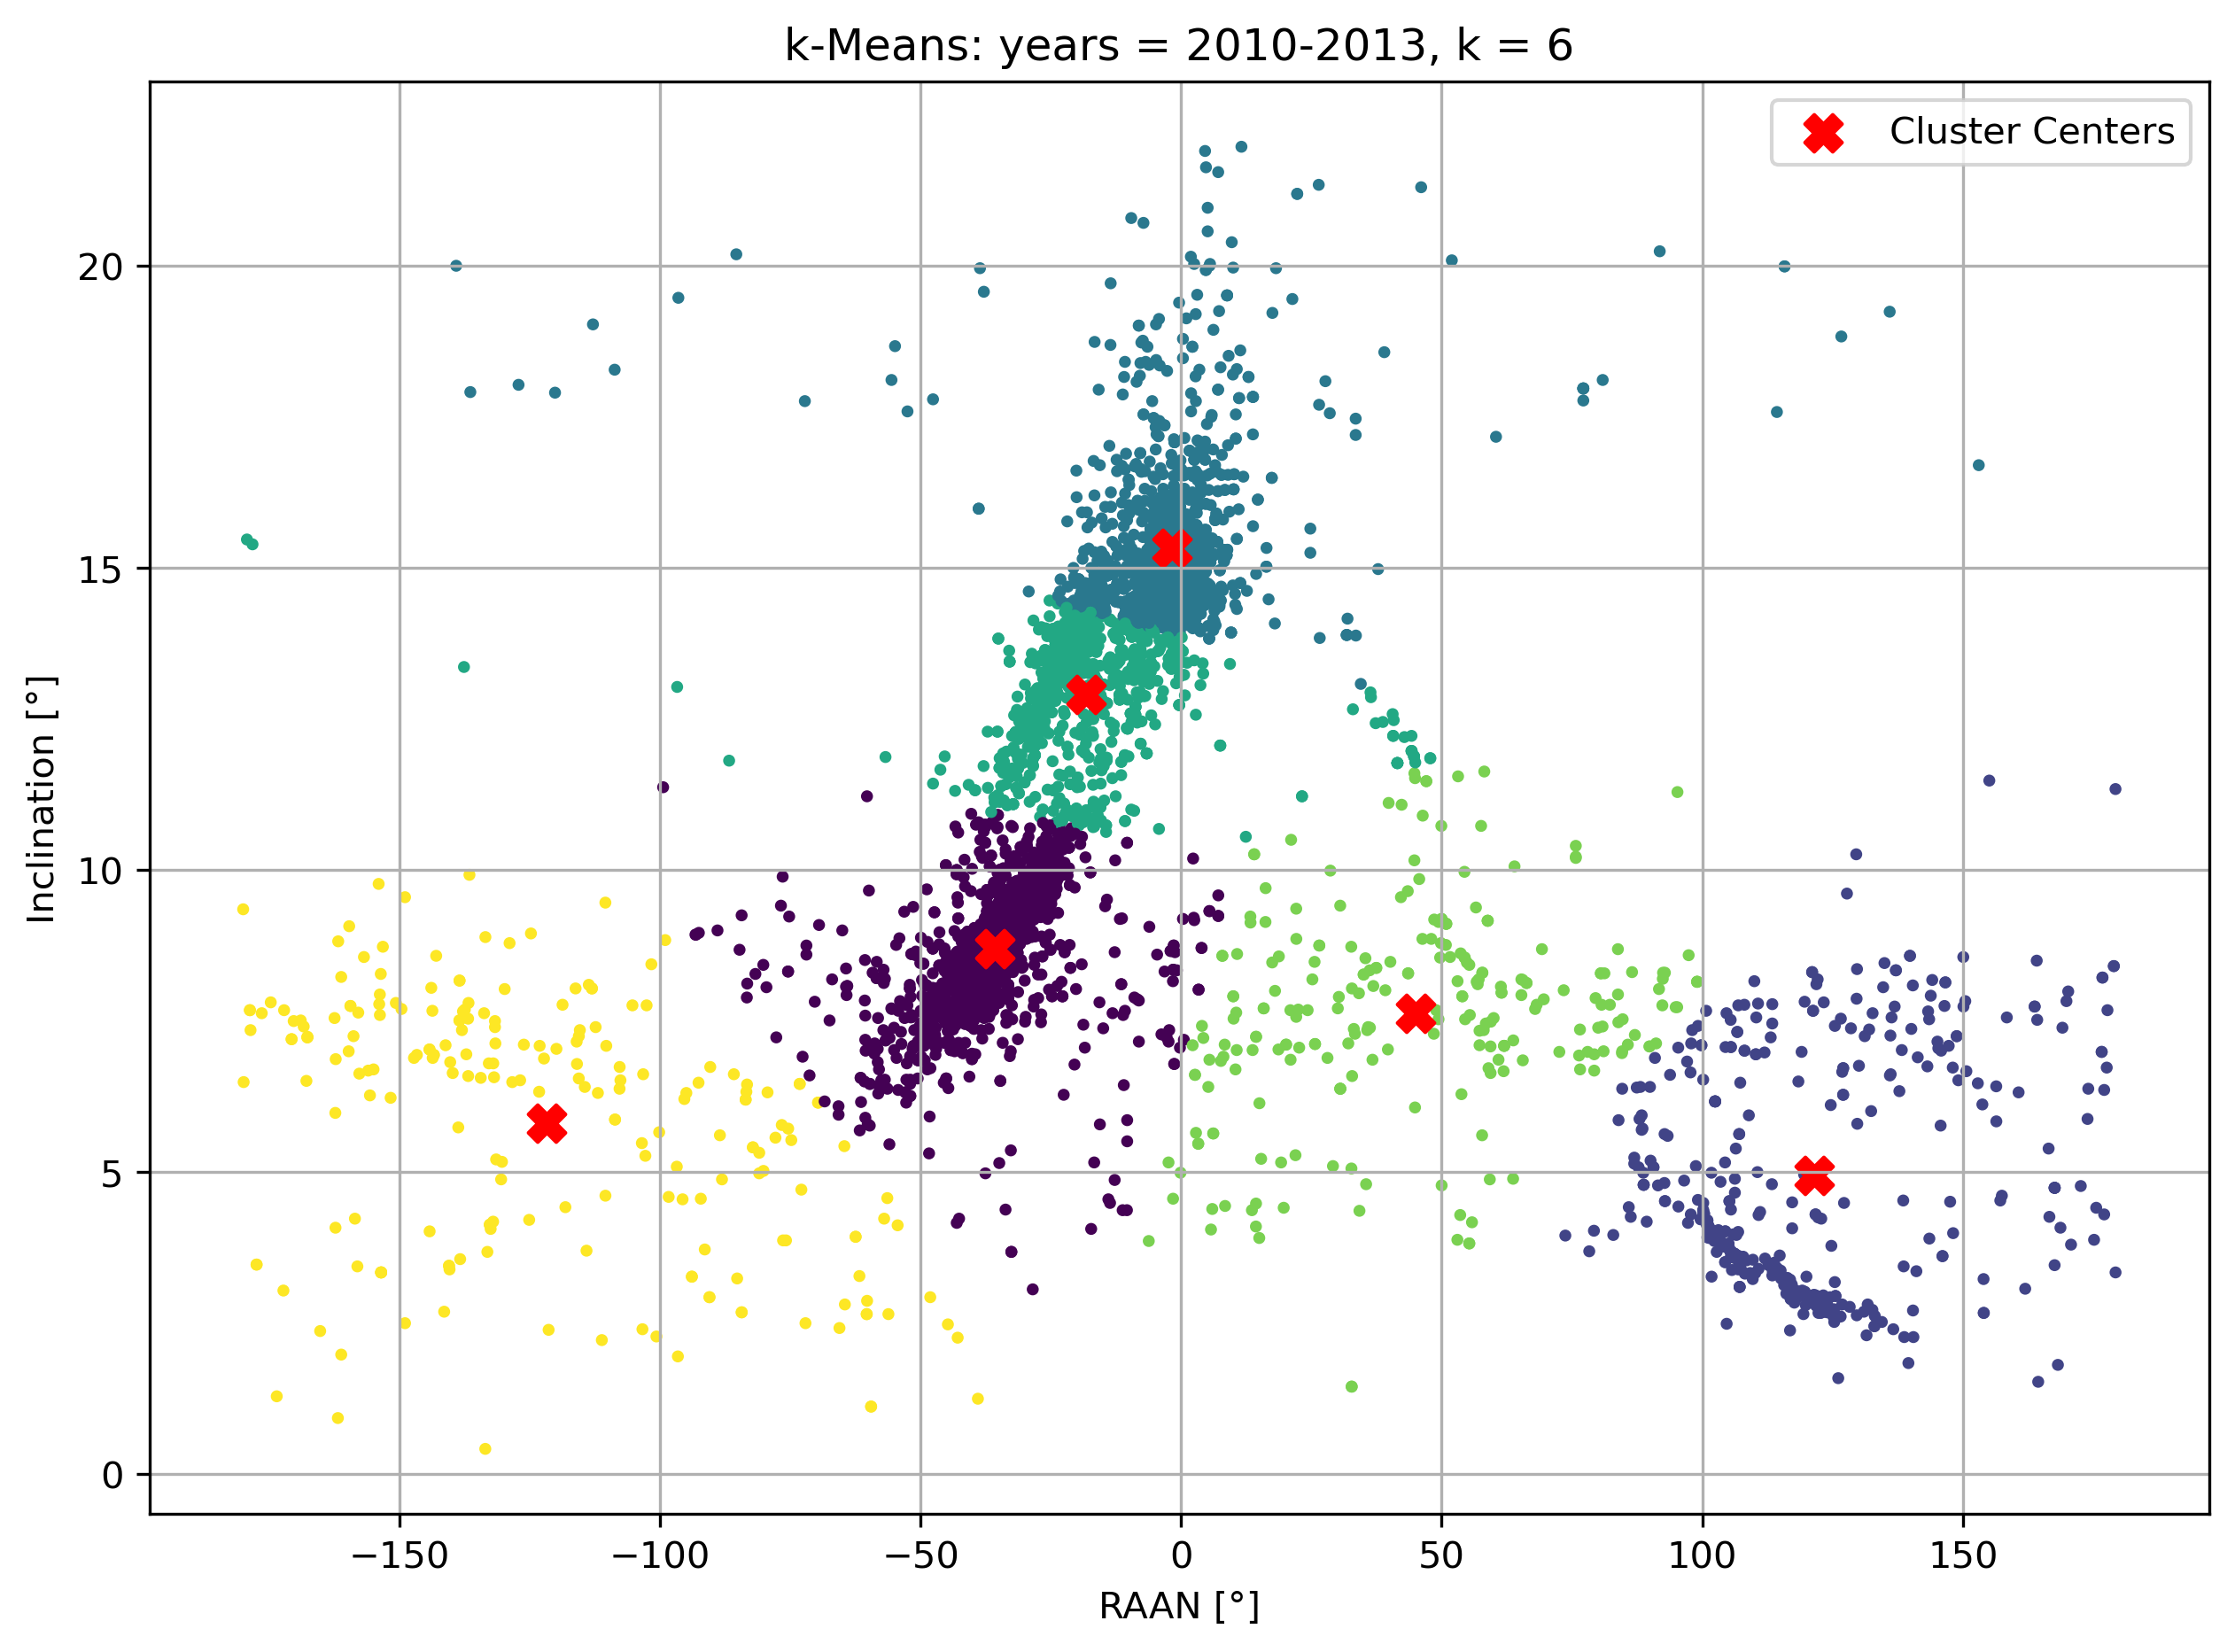 k-Means: years = 2010-2013, k = 6
Cluster Centers
20
15
10
5
0
Inclination [°]
−150 −100 −50 0 50 100 150
RAAN [°]